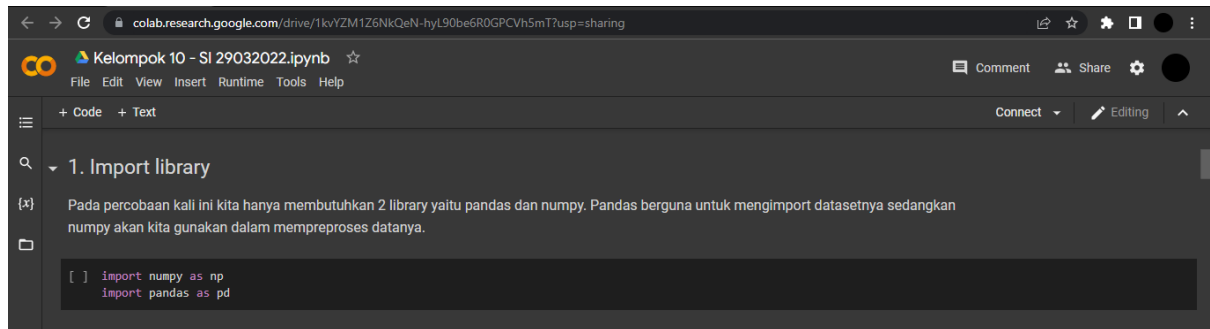 colab.research.google.com/drive/1kvYZM1Z6NkQeN-hyL90be6R0GPCVh5mT?usp=sharing
Kelompok 10 - SI 29032022.ipynb
Comment Share
File Edit View Insert Runtime Tools Help
+ Code + Text Connect Editing
1. Import library
{x} Pada percobaan kali ini kita hanya membutuhkan 2 library yaitu pandas dan numpy. Pandas berguna untuk mengimport datasetnya sedangkan
numpy akan kita gunakan dalam mempreproses datanya.
[ ] import numpy as np
import pandas as pd